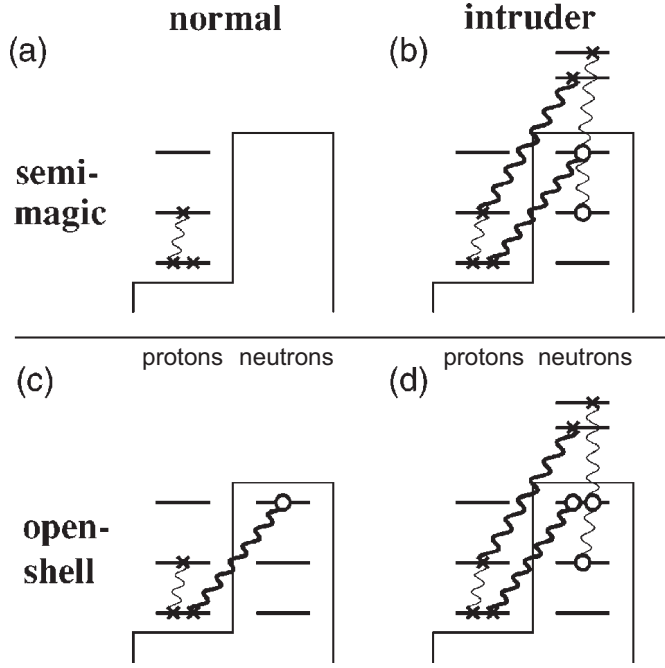 normal
intruder
(a)
(b)
semi-
magic
protons neutrons
protons neutrons
(c)
(d)
open-
shell